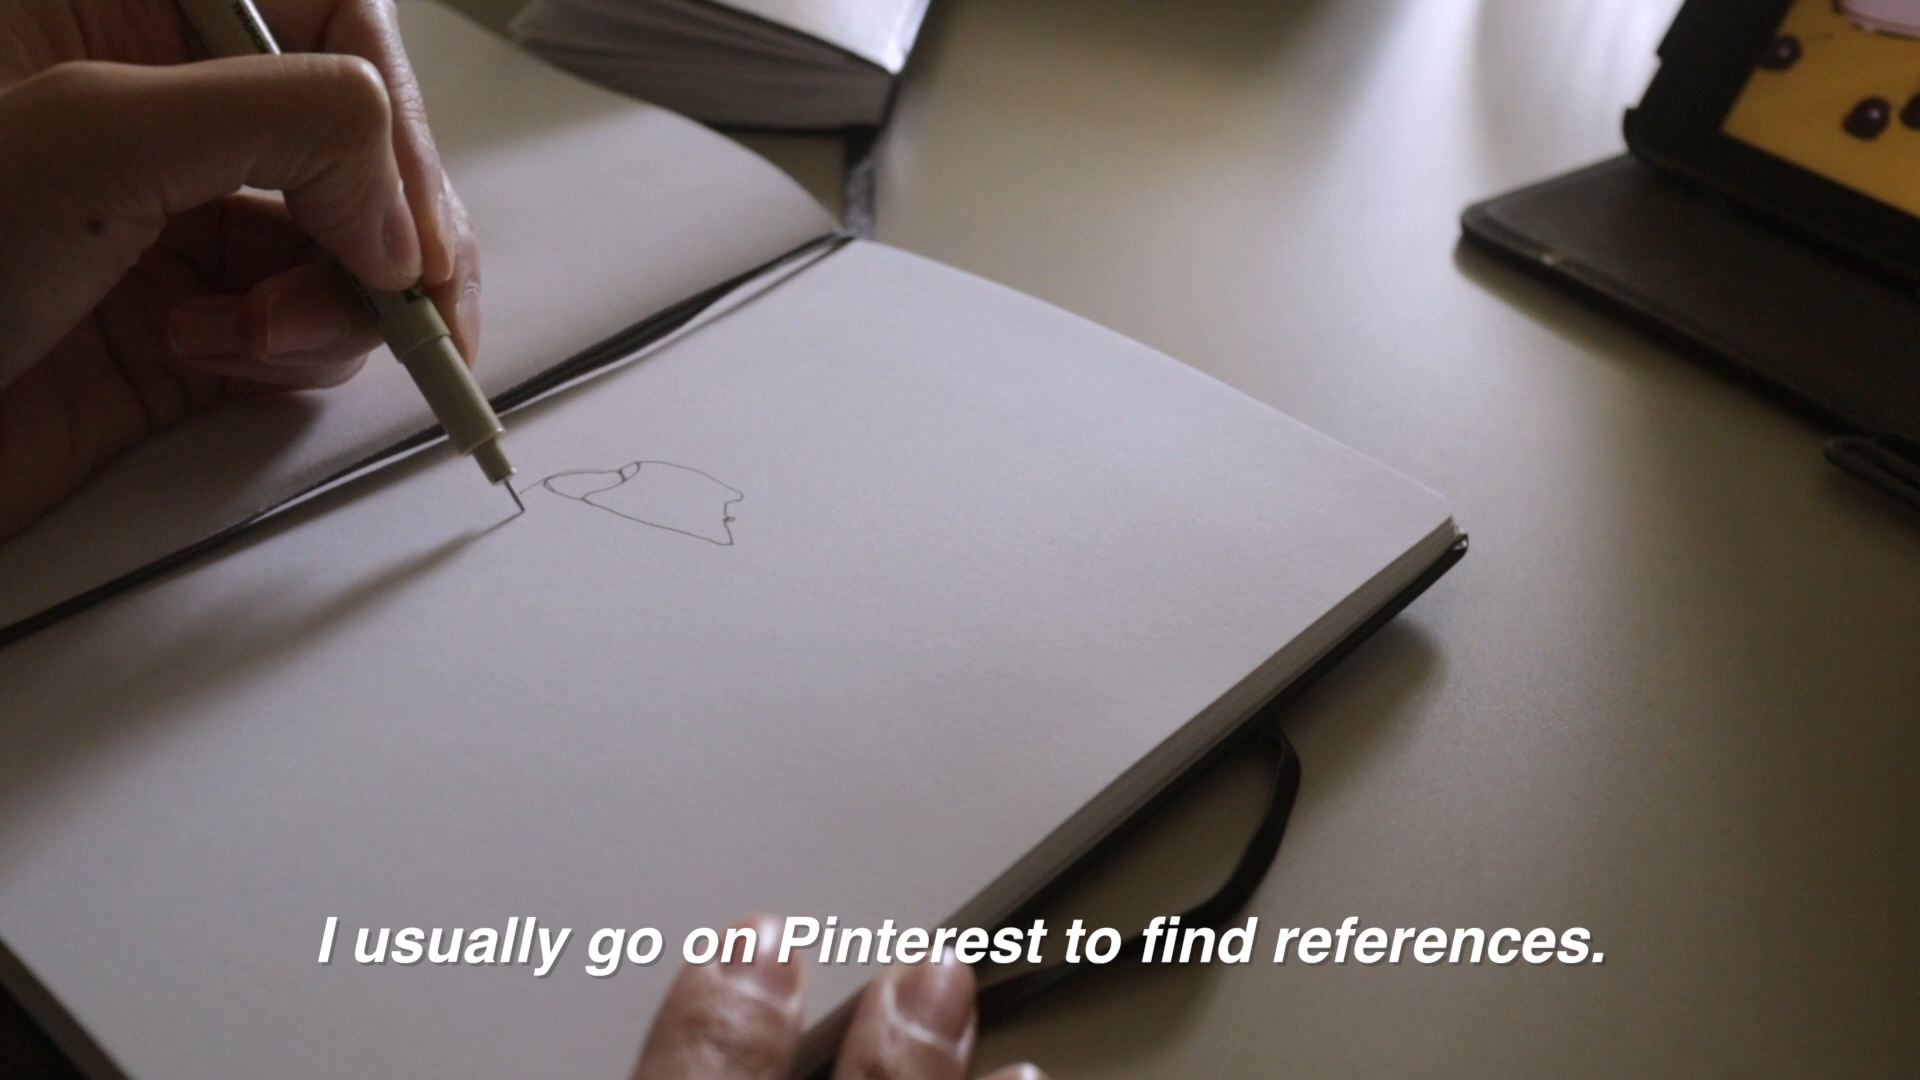 I usually go on Pinterest to find references.